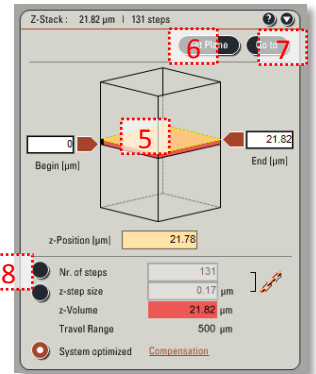 Z-Stack: 21.82 µm | 131 steps
6
7
Go to
5
0
21.82
Begin [µm]
End [µm]
z-Position [µm] 21.78
8
Nr. of steps 131
z-step size 0.17 µm
z-Volume 21.82 µm
Travel Range 500 µm
System optimized Compensation